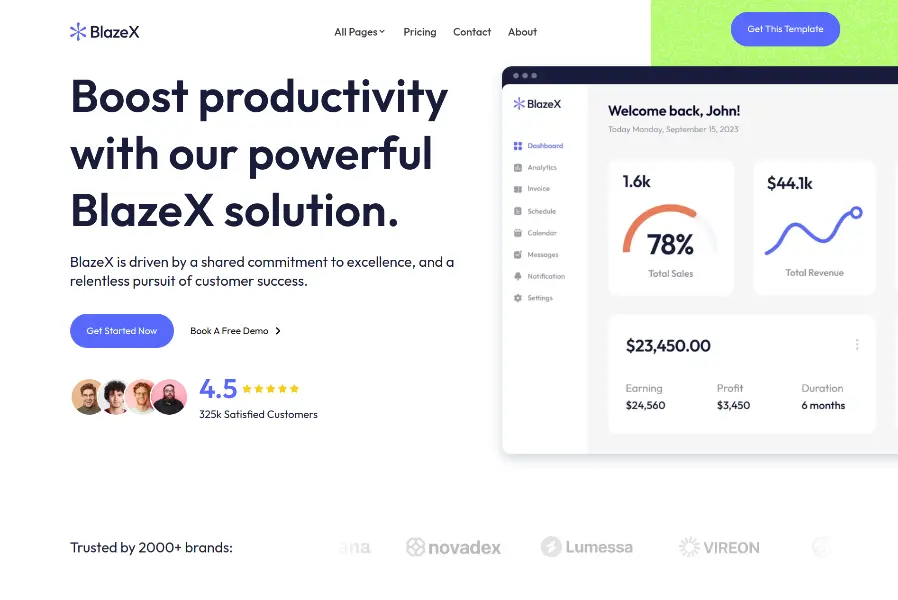 BlazeX
All Pages
Pricing
Contact
About
Get This Template
Boost productivity
with our powerful
BlazeX solution.
BlazeX is driven by a shared commitment to excellence, and a
relentless pursuit of customer success.
Get Started Now
Book A Free Demo
4.5
325k Satisfied Customers
BlazeX
Dashboard
Analytics
Invoice
Schedule
Calendar
Messages
Notification
Settings
Welcome back, John!
Today Monday, September 15, 2023
1.6k
78%
Total Sales
$44.1k
Total Revenue
$23,450.00
Earning
$24,560
Profit
$3,450
Duration
6 months
Trusted by 2000+ brands:
novadex
Lumessa
VIREON